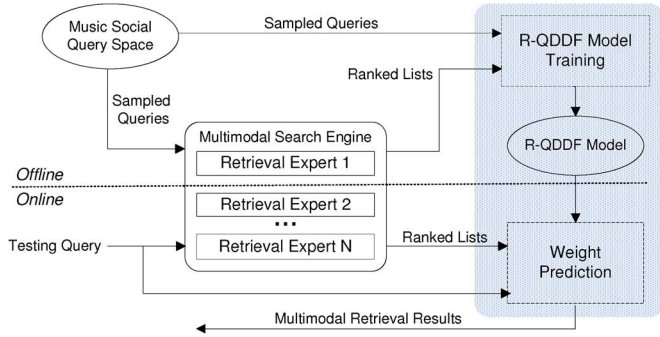 Music Social
Query Space
Sampled Queries
R-QDDF Model
Training
Ranked Lists
Sampled
Queries
Multimodal Search Engine
Retrieval Expert 1
R-QDDF Model
Offline
Online
Retrieval Expert 2
...
Testing Query
Retrieval Expert N
Ranked Lists
Weight
Prediction
Multimodal Retrieval Results